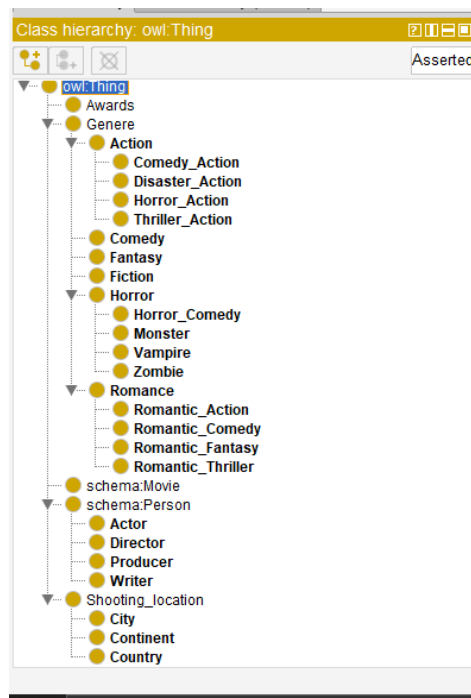 Class hierarchy: owl:Thing
Asserted
owl:Thing
Awards
Genere
Action
Comedy_Action
Disaster_Action
Horror_Action
Thriller_Action
Comedy
Fantasy
Fiction
Horror
Horror_Comedy
Monster
Vampire
Zombie
Romance
Romantic_Action
Romantic_Comedy
Romantic_Fantasy
Romantic_Thriller
schema:Movie
schema:Person
Actor
Director
Producer
Writer
Shooting_location
City
Continent
Country